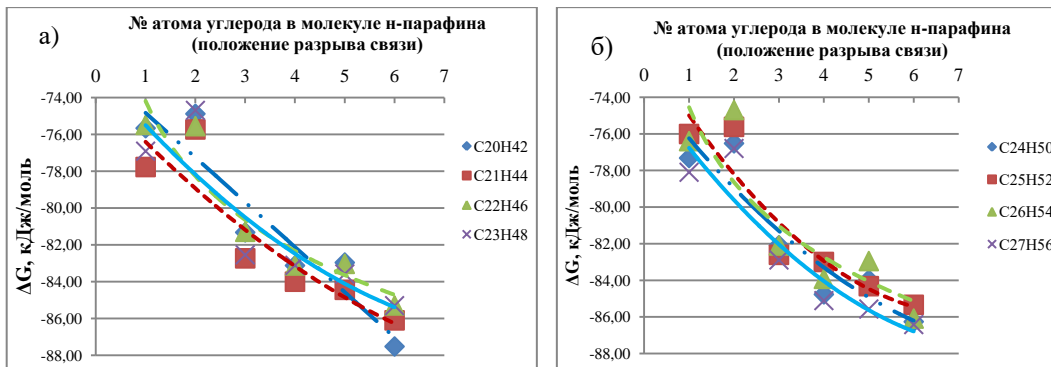 а)
№ атома углерода в молекуле н-парафина
(положение разрыва связи)
0 1 2 3 4 5 6 7
-74,00
-76,00
-78,00
-80,00
-82,00
-84,00
-86,00
-88,00
ΔG, кДж/моль
C20H42
C21H44
C22H46
C23H48
б)
№ атома углерода в молекуле н-парафина
(положение разрыва связи)
0 1 2 3 4 5 6 7
-74,00
-76,00
-78,00
-80,00
-82,00
-84,00
-86,00
-88,00
ΔG, кДж/моль
C24H50
C25H52
C26H54
C27H56